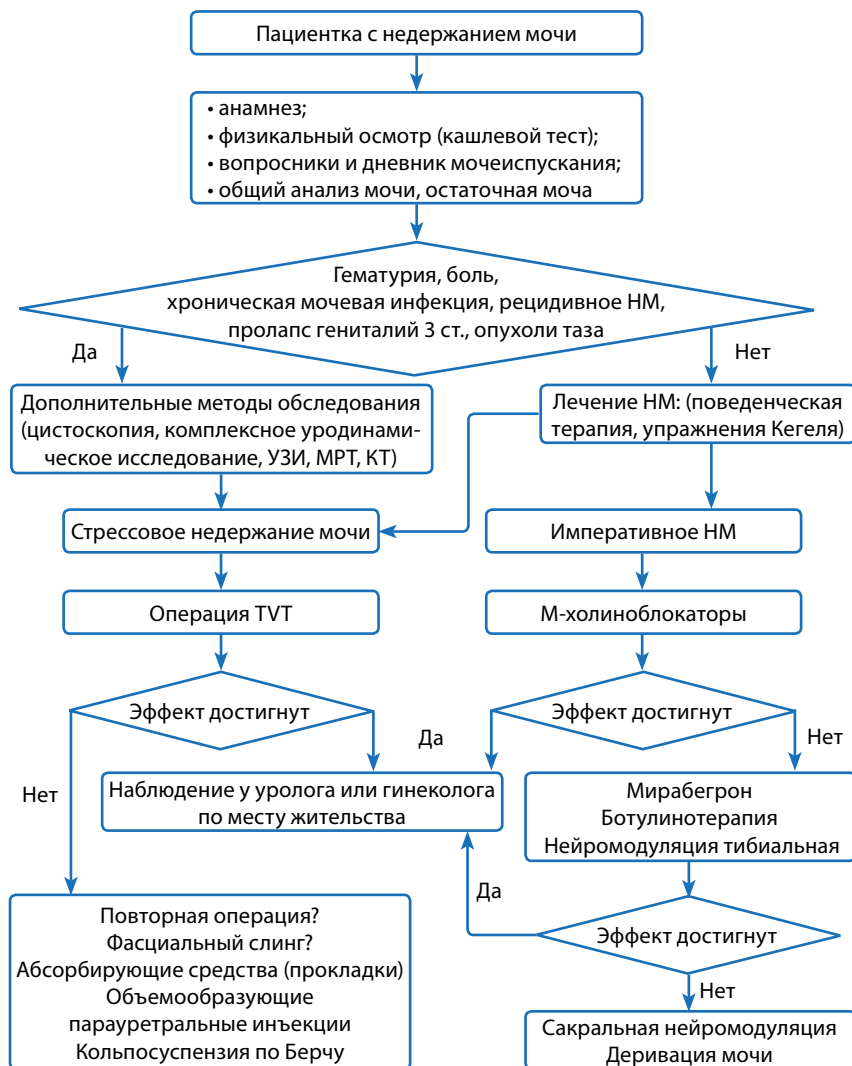 Пациентка с недержанием мочи
• анамнез;
• физикальный осмотр (кашлевой тест);
• вопросники и дневник мочеиспускания;
• общий анализ мочи, остаточная моча
Гематурия, боль,
хроническая мочевая инфекция, рецидивное НМ,
пролапс гениталий 3 ст., опухоли таза
Да
Нет
Дополнительные методы обследования
(цистоскопия, комплексное уродинами-
ческое исследование, УЗИ, МРТ, КТ)
Лечение НМ: (поведенческая
терапия, упражнения Кегеля)
Стрессовое недержание мочи
Императивное НМ
Операция TVT
М-холиноблокаторы
Эффект достигнут
Эффект достигнут
Да
Нет
Нет
Наблюдение у уролога или гинеколога
по месту жительства
Мирабегрон
Ботулинотерапия
Нейромодуляция тибиальная
Да
Повторная операция?
Фасциальный слинг?
Абсорбирующие средства (прокладки)
Объемообразующие
парауретральные инъекции
Кольпосуспензия по Берчу
Эффект достигнут
Нет
Сакральная нейромодуляция
Деривация мочи